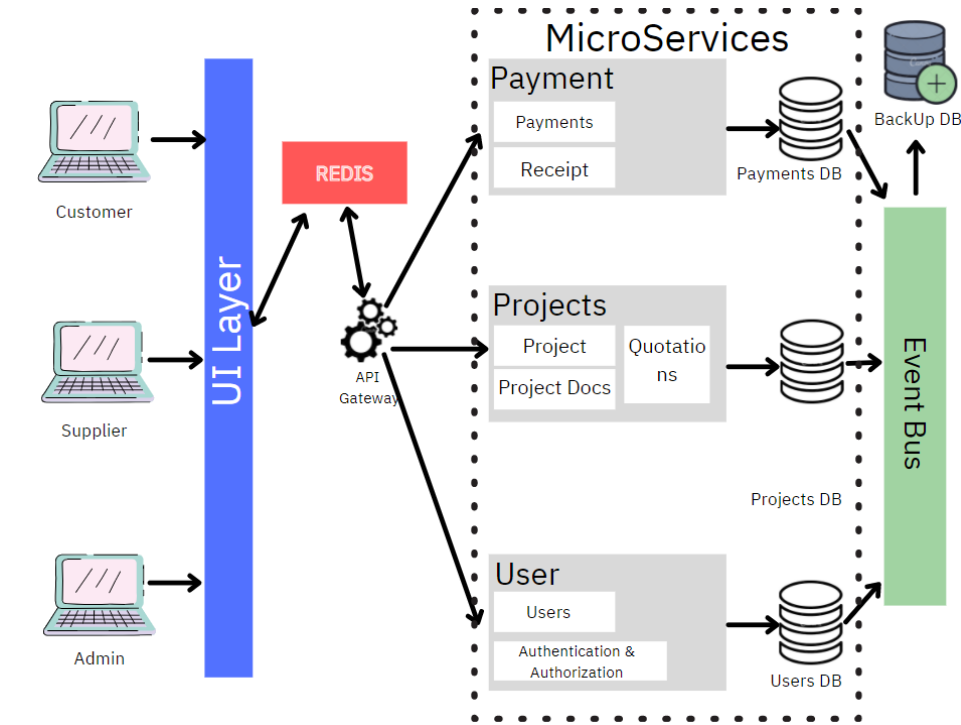 MicroServices
Payment
Payments
Receipt
Payments DB
BackUp DB
Customer
REDIS
UI Layer
Projects
Project
Project Docs
Quotatio
ns
API
Gateway
Event Bus
Supplier
Projects DB
User
Users
Authentication &
Authorization
Users DB
Admin